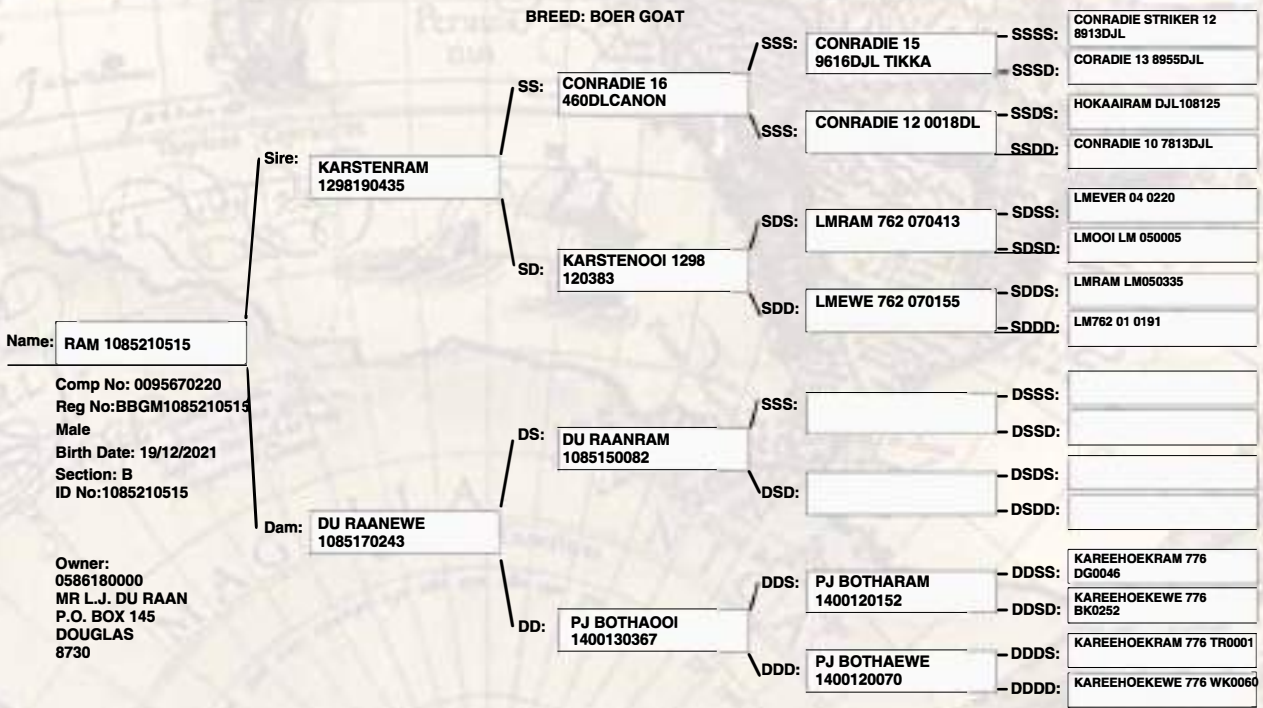 BREED: BOER GOAT
Name: RAM 1085210515
Comp No: 0095670220
Reg No:BBGM1085210515
Male
Birth Date: 19/12/2021
Section: B
ID No:1085210515
Owner:
0586180000
MR L.J. DU RAAN
P.O. BOX 145
DOUGLAS
8730
Sire: KARSTENRAM
1298190435
Dam: DU RAANEWE
1085170243
SS: CONRADIE 16
460DLCANON
SD: KARSTENOOI 1298
120383
DS: DU RAANRAM
1085150082
DD: PJ BOTHAOOI
1400130367
SSS: CONRADIE 15
9616DJL TIKKA
SSS: CONRADIE 12 0018DL
SDS: LMRAM 762 070413
SDD: LMEWE 762 070155
SSS:
DSD:
DDS: PJ BOTHARAM
1400120152
DDD: PJ BOTHAEWE
1400120070
SSSS: CONRADIE STRIKER 12
8913DJL
SSSD: CORADIE 13 8955DJL
SSDS: HOKAAIRAM DJL108125
SSDD: CONRADIE 10 7813DJL
SDSS: LMEVER 04 0220
SDSD: LMOOI LM 050005
SDDS: LMRAM LM050335
SDDD: LM762 01 0191
DSSS:
DSSD:
DSDS:
DSDD:
DDSS: KAREEHOEKRAM 776
DG0046
DDSD: KAREEHOEKEWE 776
BK0252
DDDS: KAREEHOEKRAM 776 TR0001
DDDD: KAREEHOEKEWE 776 WK0060